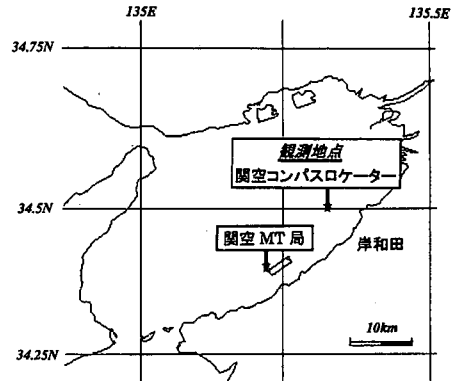 135E
135.5E
34.75N
観測地点
関空コンパスロケーター
34.5N
関空 MT 局
岸和田
10km
34.25N